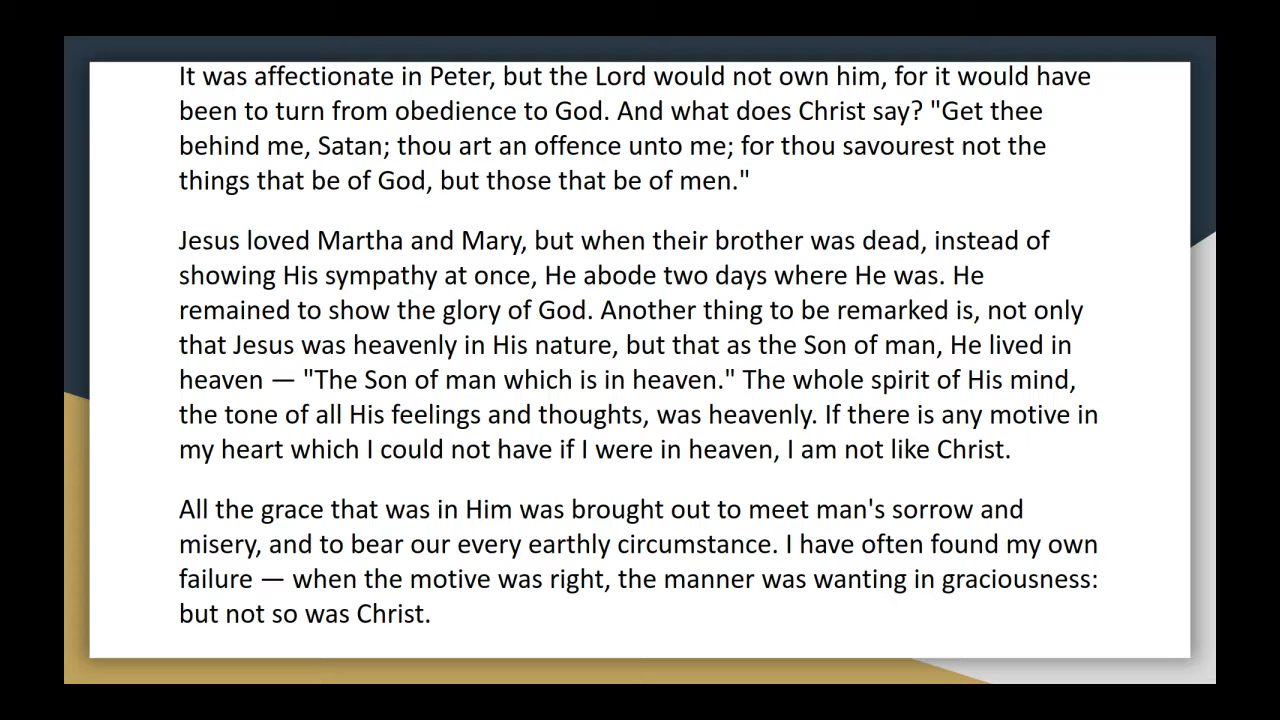 It was affectionate in Peter, but the Lord would not own him, for it would have
been to turn from obedience to God. And what does Christ say? "Get thee
behind me, Satan; thou art an offence unto me; for thou savourest not the
things that be of God, but those that be of men."
Jesus loved Martha and Mary, but when their brother was dead, instead of
showing His sympathy at once, He abode two days where He was. He
remained to show the glory of God. Another thing to be remarked is, not only
that Jesus was heavenly in His nature, but that as the Son of man, He lived in
heaven — "The Son of man which is in heaven." The whole spirit of His mind,
the tone of all His feelings and thoughts, was heavenly. If there is any motive in
my heart which I could not have if I were in heaven, I am not like Christ.
All the grace that was in Him was brought out to meet man's sorrow and
misery, and to bear our every earthly circumstance. I have often found my own
failure — when the motive was right, the manner was wanting in graciousness:
but not so was Christ.